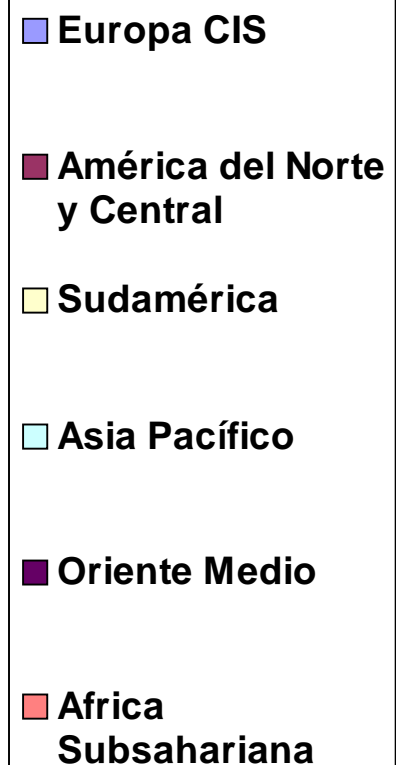 Europa CIS
América del Norte
y Central
Sudamérica
Asia Pacífico
Oriente Medio
Africa
Subsahariana